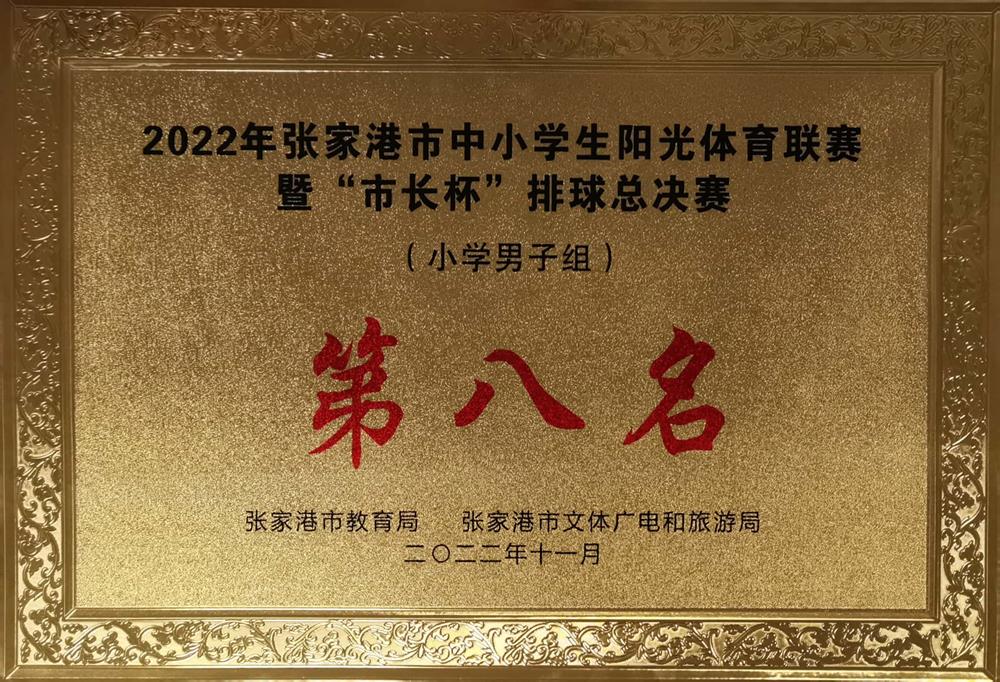 2022年张家港市中小学生阳光体育联赛
暨“市长杯”排球总决赛
（小学男子组）
第八名
张家港市教育局 张家港市文体广电和旅游局
二〇二二年十一月